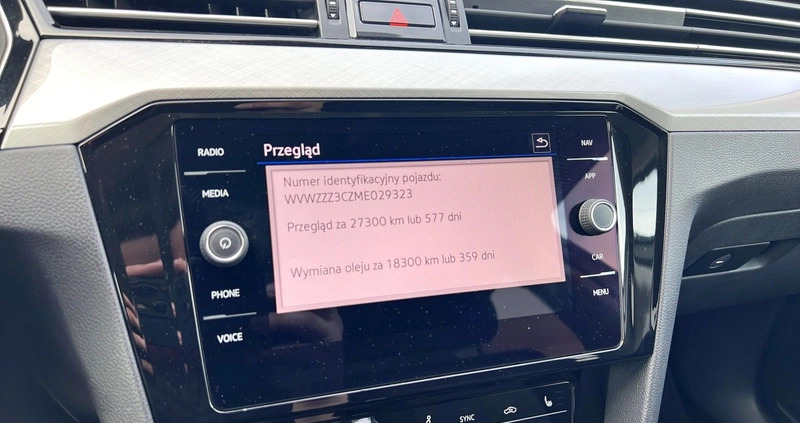 RADIO
MEDIA
PHONE
VOICE
Przegląd
Numer identyfikacyjny pojazdu:
WVWZZZ3CZME029323
Przegląd za 27300 km lub 577 dni
Wymiana oleju za 18300 km lub 359 dni
NAV
APP
CAR
MENU
SYNC